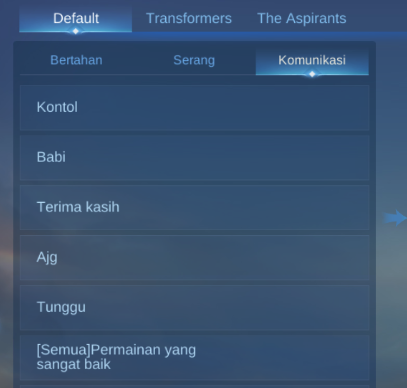 Default Transformers The Aspirants
Bertahan Serang Komunikasi
Kontol
Babi
Terima kasih
Ajg
Tunggu
[Semua]Permainan yang
sangat baik